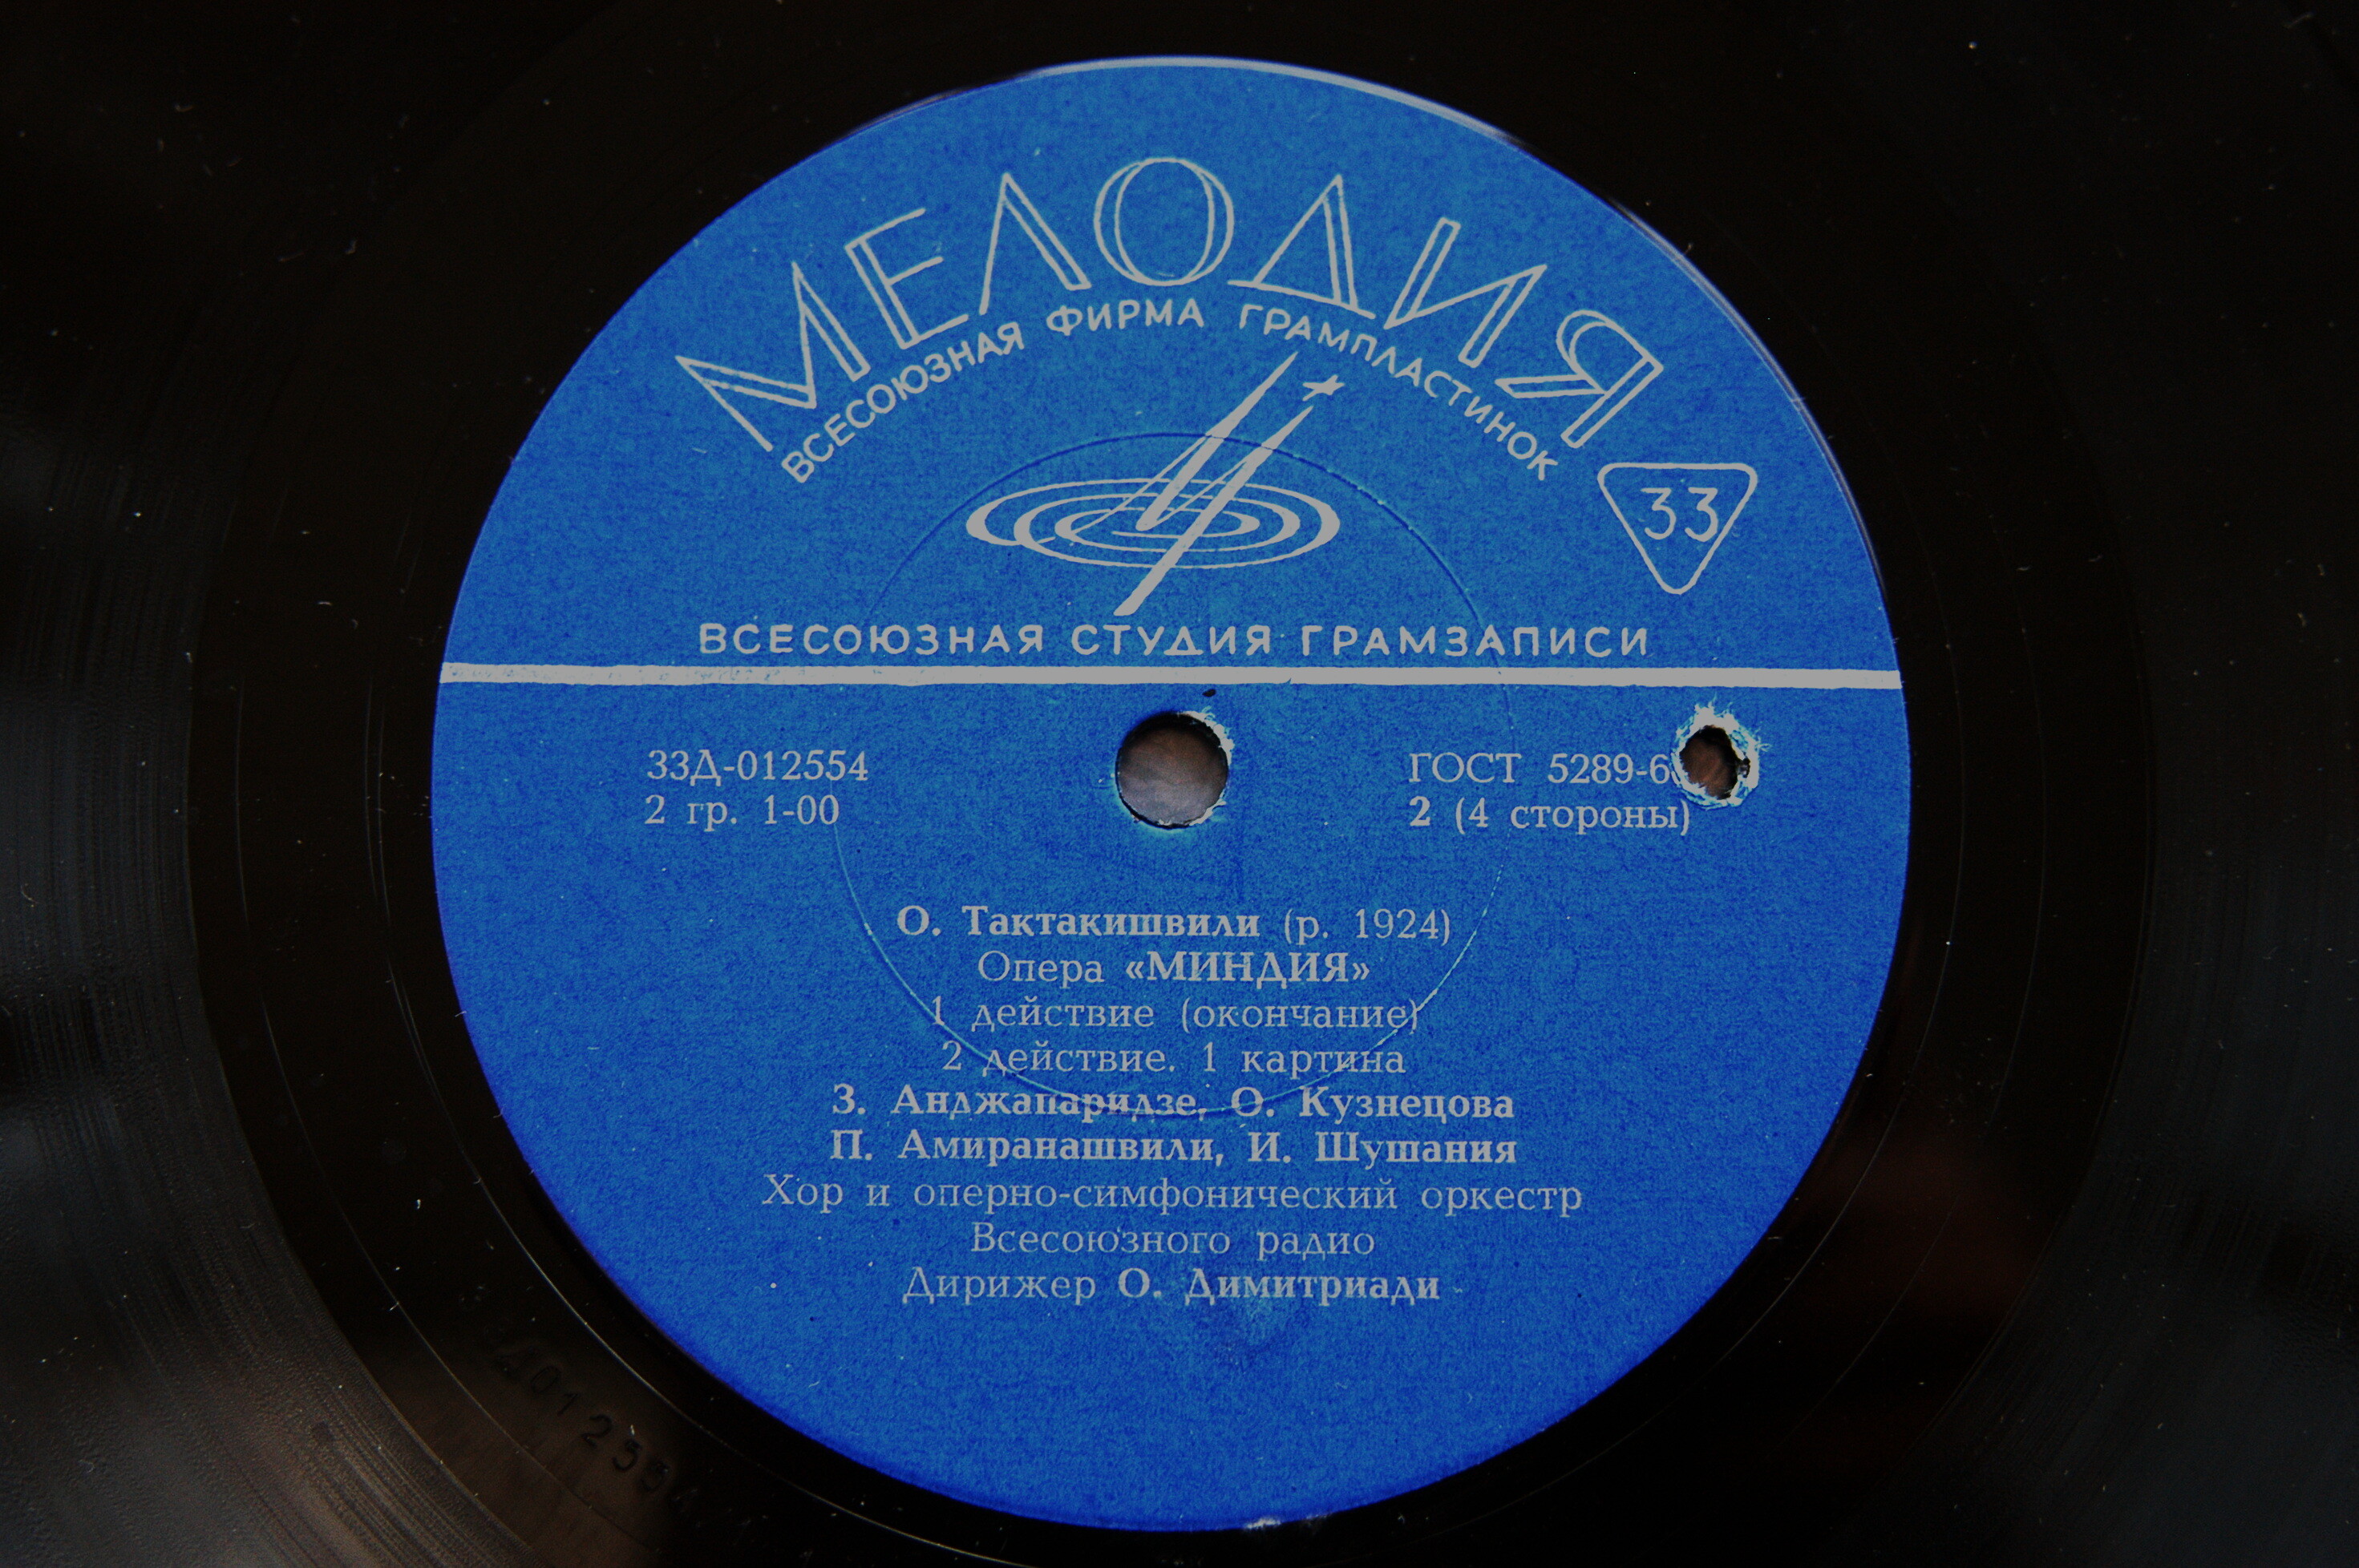 МЕЛОДИЯ
ВСЕСОЮЗНАЯ ФИРМА ГРАМПЛАСТИНОК
33
ВСЕСОЮЗНАЯ СТУДИЯ ГРАМЗАПИСИ
33Д-012554
2 гр. 1-00
ГОСТ 5289-6
2 (4 стороны)
О. Тактакишвили (р. 1924)
Опера «МИНДИЯ»
1 действие (окончание)
2 действие. 1 картина
З. Анджапаридзе, О. Кузнецова
П. Амиранашвили, И. Шушания
Хор и оперно-симфонический оркестр
Всесоюзного радио
Дирижер О. Димитриади